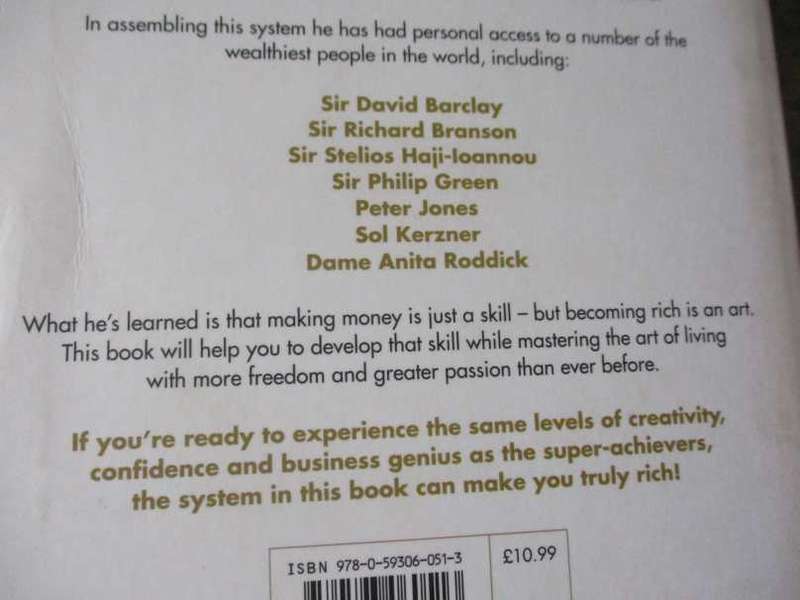 In assembling this system he has had personal access to a number of the
wealthiest people in the world, including:
Sir David Barclay
Sir Richard Branson
Sir Stelios Haji-Ioannou
Sir Philip Green
Peter Jones
Sol Kerzner
Dame Anita Roddick
What he's learned is that making money is just a skill – but becoming rich is an art.
This book will help you to develop that skill while mastering the art of living
with more freedom and greater passion than ever before.
If you're ready to experience the same levels of creativity,
confidence and business genius as the super-achievers,
the system in this book can make you truly rich!
ISBN 978-0-59306-051-3
£10.99